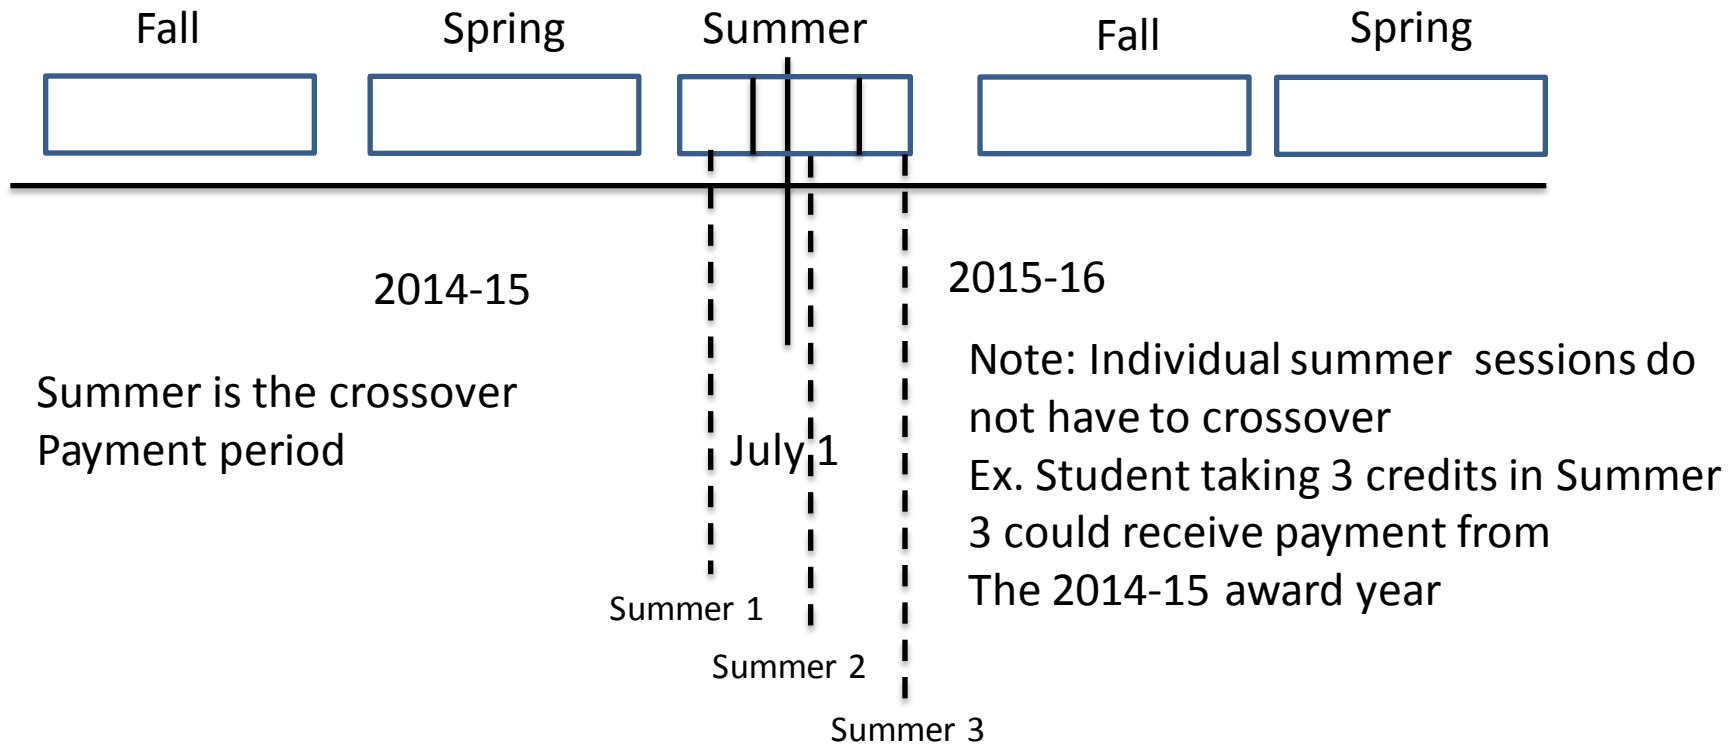 Fall
Spring
Summer
Fall
Spring
2014-15
2015-16
Summer is the crossover
Payment period
July 1
Note: Individual summer sessions do
not have to crossover
Ex. Student taking 3 credits in Summer
3 could receive payment from
The 2014-15 award year
Summer 1
Summer 2
Summer 3